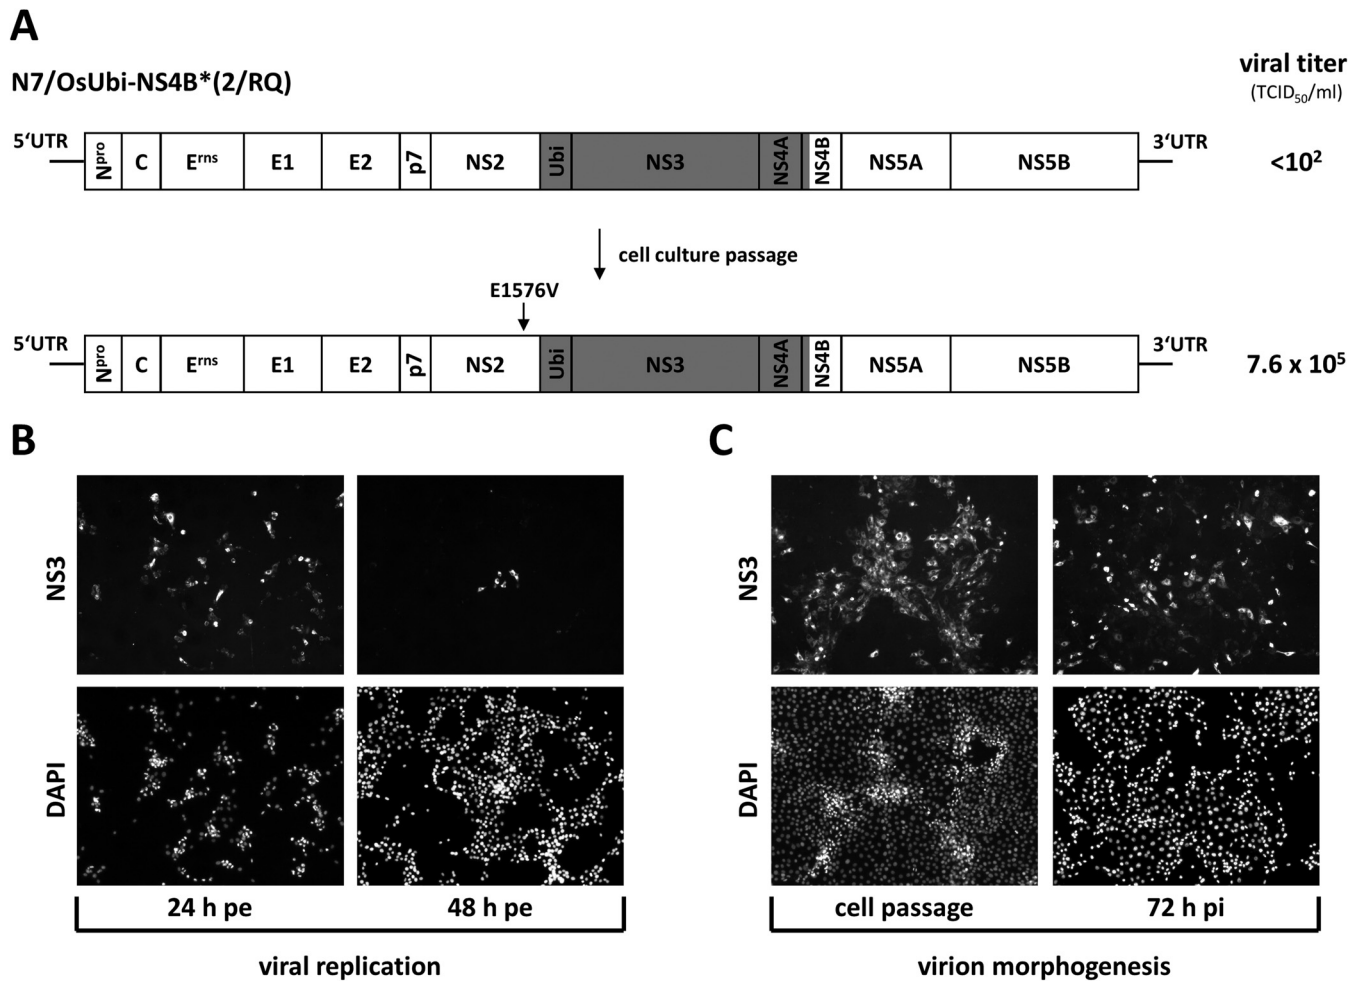 A
N7/OsUbi-NS4B*(2/RQ)
viral titer
(TCID50/ml)
5‘UTR
Npro C Erns E1 E2 p7 NS2 Ubi NS3 NS4A NS4B NS5A NS5B
3‘UTR
<10²
cell culture passage
E1576V
5‘UTR
Npro C Erns E1 E2 p7 NS2 Ubi NS3 NS4A NS4B NS5A NS5B
3‘UTR
7.6 x 10⁵
B
NS3
DAPI
24 h pe
48 h pe
viral replication
C
NS3
DAPI
cell passage
72 h pi
virion morphogenesis